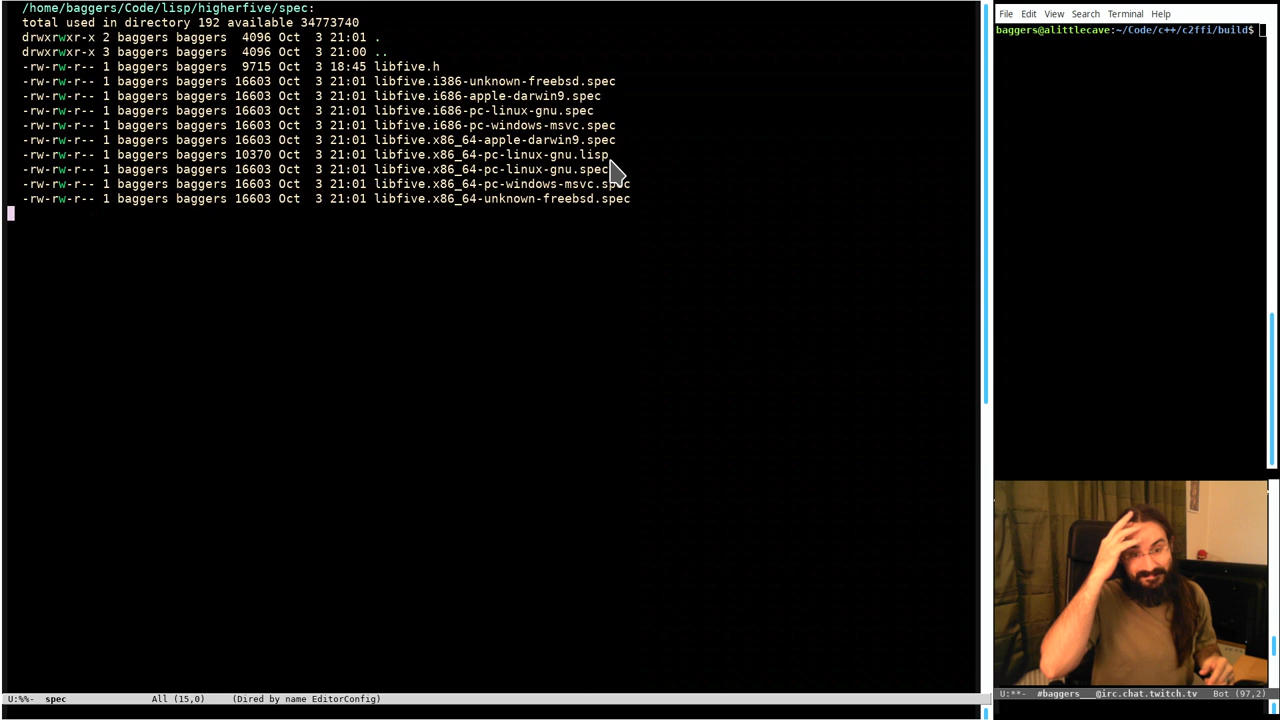 /home/baggers/Code/lisp/higherfive/spec:
total used in directory 192 available 34773740
drwxrwxr-x 2 baggers baggers  4096 Oct  3 21:01 .
drwxrwxr-x 3 baggers baggers  4096 Oct  3 21:00 ..
-rw-rw-r-- 1 baggers baggers  9715 Oct  3 18:45 libfive.h
-rw-rw-r-- 1 baggers baggers 16603 Oct  3 21:01 libfive.i386-unknown-freebsd.spec
-rw-rw-r-- 1 baggers baggers 16603 Oct  3 21:01 libfive.i686-apple-darwin9.spec
-rw-rw-r-- 1 baggers baggers 16603 Oct  3 21:01 libfive.i686-pc-linux-gnu.spec
-rw-rw-r-- 1 baggers baggers 16603 Oct  3 21:01 libfive.i686-pc-windows-msvc.spec
-rw-rw-r-- 1 baggers baggers 16603 Oct  3 21:01 libfive.x86_64-apple-darwin9.spec
-rw-rw-r-- 1 baggers baggers 10370 Oct  3 21:01 libfive.x86_64-pc-linux-gnu.lisp
-rw-rw-r-- 1 baggers baggers 16603 Oct  3 21:01 libfive.x86_64-pc-linux-gnu.spec
-rw-rw-r-- 1 baggers baggers 16603 Oct  3 21:01 libfive.x86_64-pc-windows-msvc.spec
-rw-rw-r-- 1 baggers baggers 16603 Oct  3 21:01 libfive.x86_64-unknown-freebsd.spec
U:%%-  spec            All (15,0)     (Dired by name EditorConfig)
File Edit View Search Terminal Help
baggers@alittlecave:~/Code/c++/c2ffi/build$
U:**-  #baggers___@irc.chat.twitch.tv   Bot (97,2)